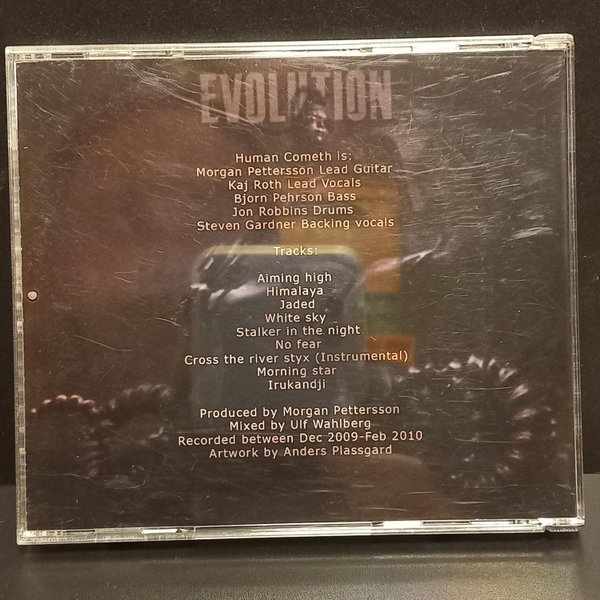 EVOLUTION
Human Cometh is:
Morgan Pettersson Lead Guitar
Kaj Roth Lead Vocals
Bjorn Pehrson Bass
Jon Robbins Drums
Steven Gardner Backing vocals
Tracks:
Aiming high
Himalaya
Jaded
White sky
Stalker in the night
No fear
Cross the river styx (Instrumental)
Morning star
Irukandji
Produced by Morgan Pettersson
Mixed by Ulf Wahlberg
Recorded between Dec 2009-Feb 2010
Artwork by Anders Plassgard